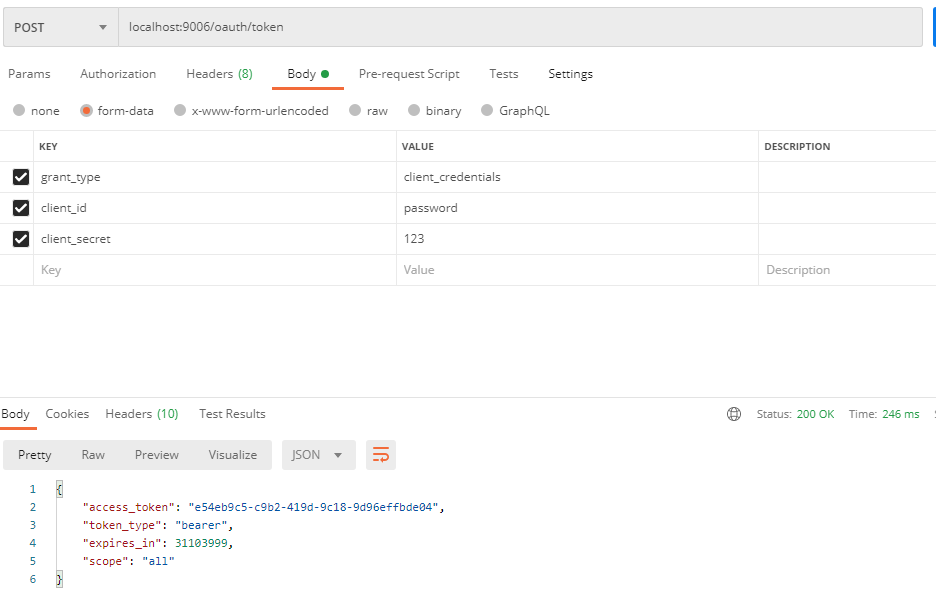 POST localhost:9006/oauth/token
Params Authorization Headers (8) Body Pre-request Script Tests Settings
none form-data x-www-form-urlencoded raw binary GraphQL
KEY VALUE DESCRIPTION
grant_type client_credentials
client_id password
client_secret 123
Key Value Description
Body Cookies Headers (10) Test Results Status: 200 OK Time: 246 ms
Pretty Raw Preview Visualize JSON
1 {
2 "access_token": "e54eb9c5-c9b2-419d-9c18-9d96effbde04",
3 "token_type": "bearer",
4 "expires_in": 31103999,
5 "scope": "all"
6 }